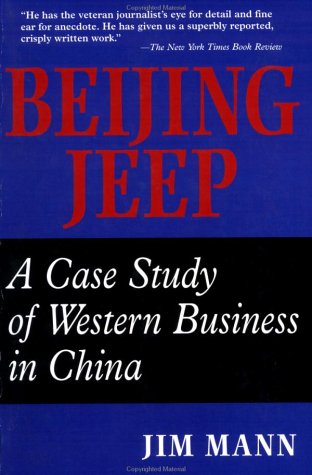 "He has the veteran journalist's eye for detail and fine
ear for anecdote. He has given us a superbly reported,
crisply written work."  —The New York Times Book Review
BEIJING
JEEP
A Case Study
of Western Business
in China
JIM MANN